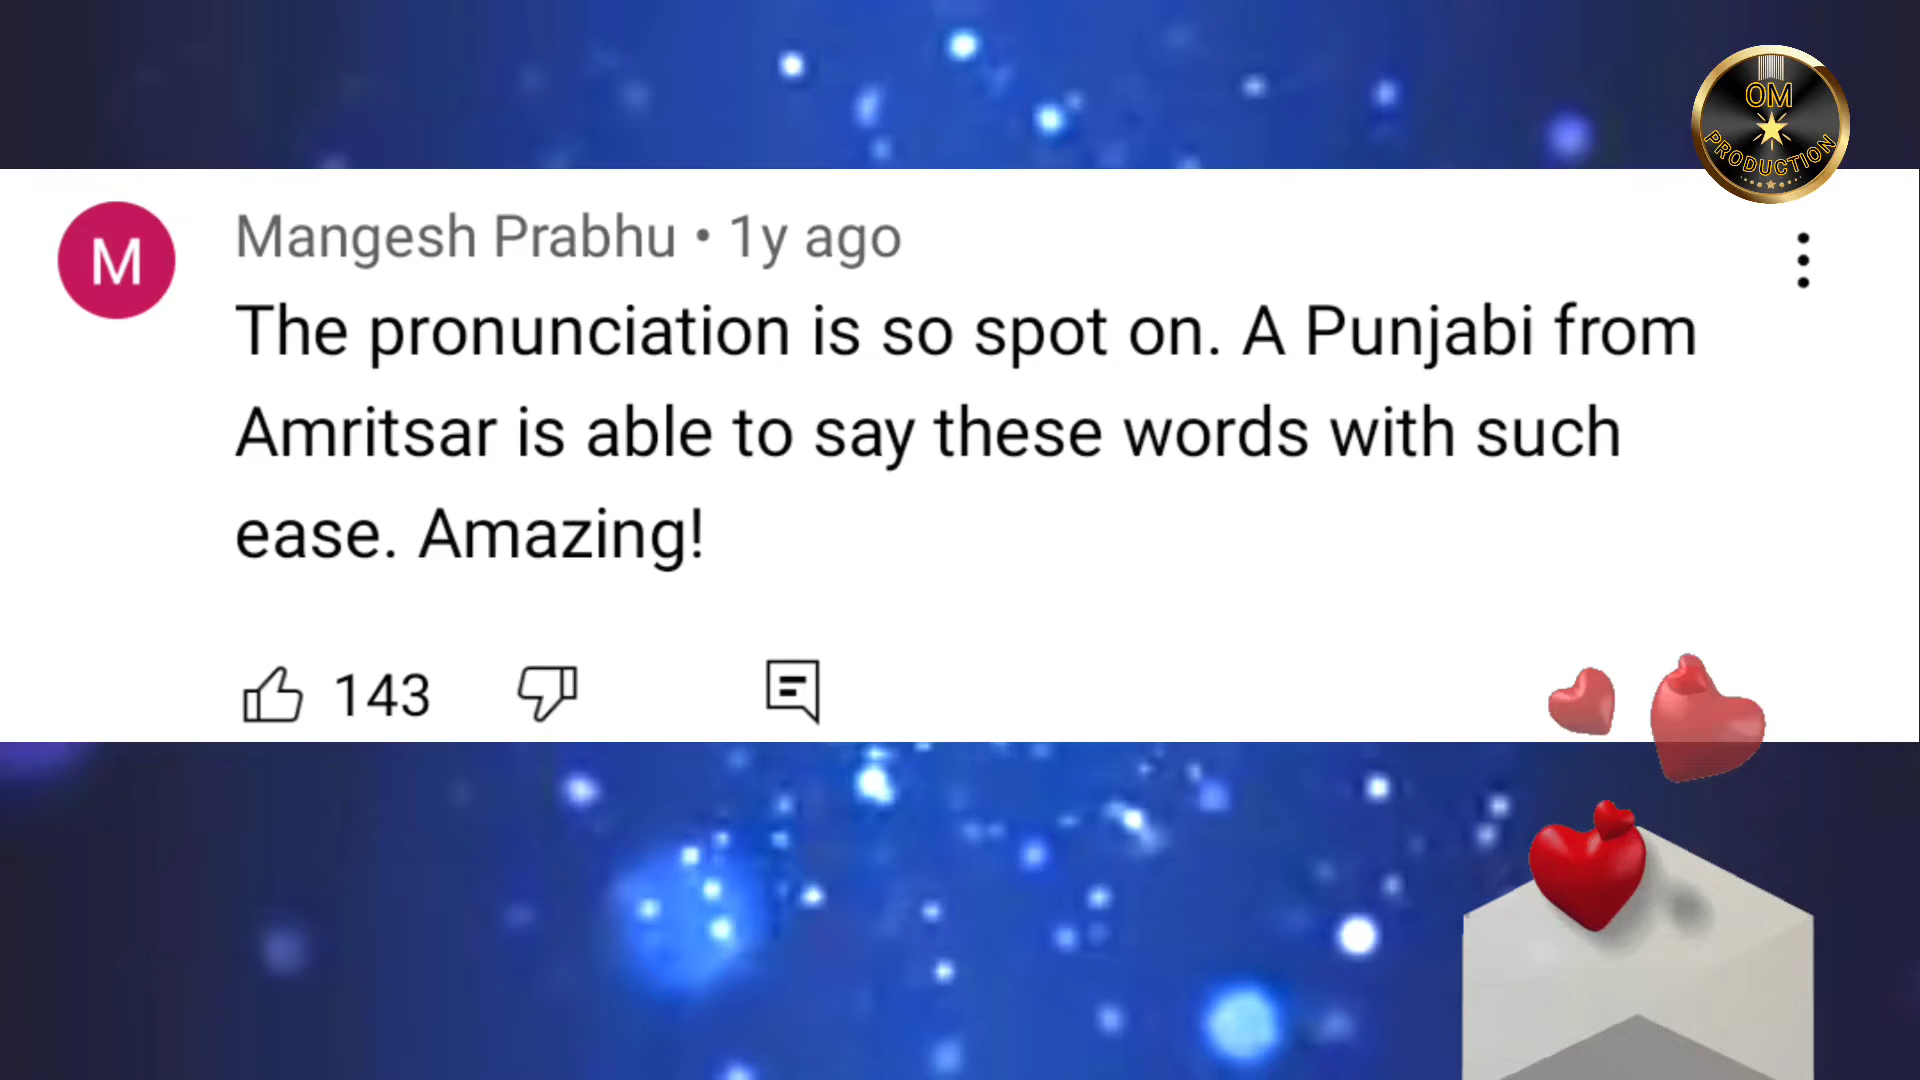 OM
PRODUCTION
M
Mangesh Prabhu • 1y ago
The pronunciation is so spot on. A Punjabi from
Amritsar is able to say these words with such
ease. Amazing!
143